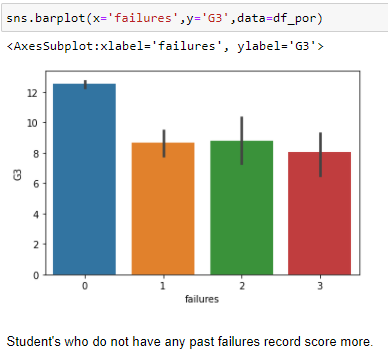 sns.barplot(x='failures',y='G3',data=df_por)
<AxesSubplot:xlabel='failures', ylabel='G3'>
12
10
8
6
4
2
0
G3
0 1 2 3
failures
Student's who do not have any past failures record score more.